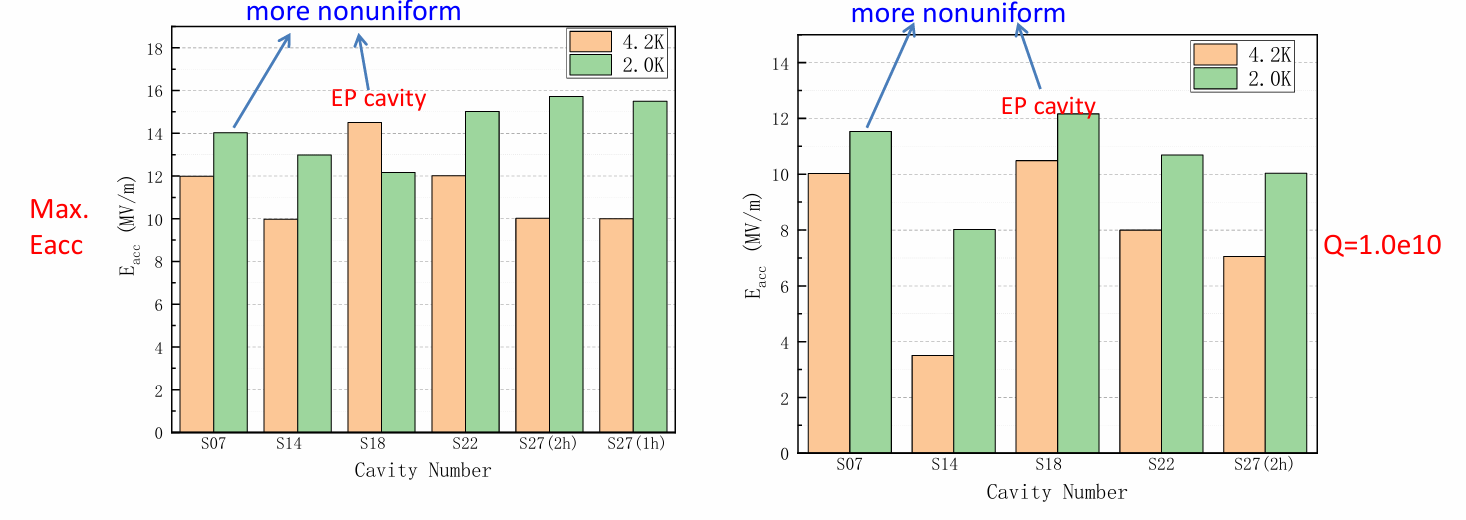 more nonuniform
4.2K
2.0K
EP cavity
Max.
Eacc
E_acc (MV/m)
18
16
14
12
10
8
6
4
2
0
S07 S14 S18 S22 S27(2h) S27(1h)
Cavity Number
more nonuniform
4.2K
2.0K
EP cavity
E_acc (MV/m)
14
12
10
8
6
4
2
0
S07 S14 S18 S22 S27(2h)
Cavity Number
Q=1.0e10